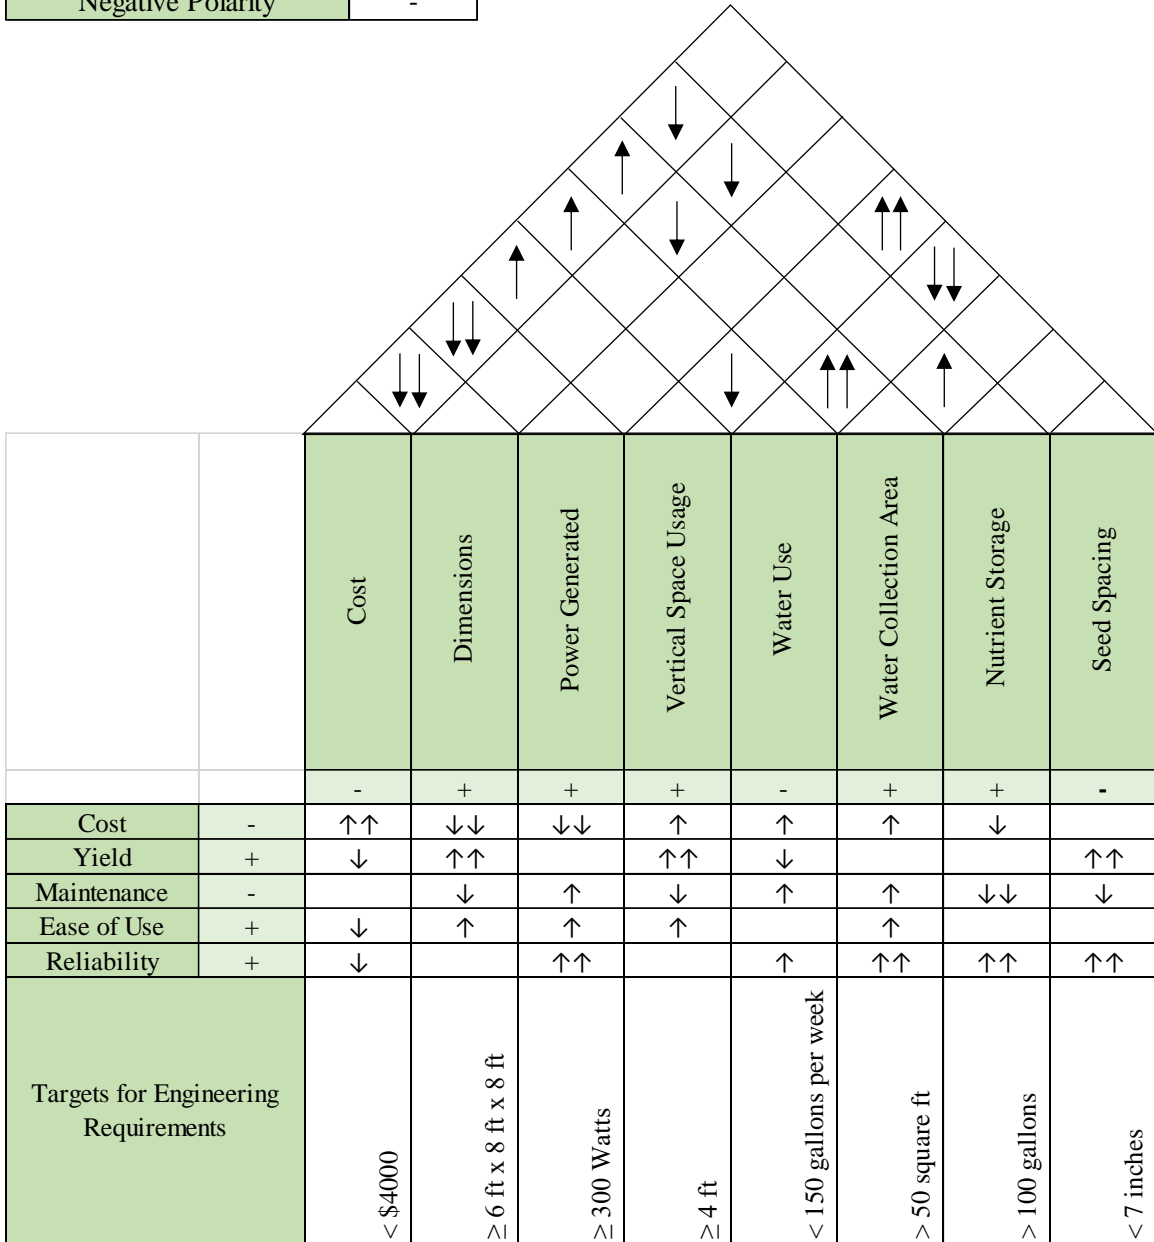 Negative Polarity -
Cost
Dimensions
Power Generated
Vertical Space Usage
Water Use
Water Collection Area
Nutrient Storage
Seed Spacing
- + + + - + + -
Cost - ↑↑ ↓↓ ↓↓ ↑ ↑ ↑ ↓
Yield + ↓ ↑↑ ↑↑ ↓ ↑↑
Maintenance - ↓ ↑ ↓ ↑ ↑ ↓↓ ↓
Ease of Use + ↓ ↑ ↑ ↑ ↑
Reliability + ↓ ↑↑ ↑ ↑↑ ↑↑ ↑↑
Targets for Engineering
Requirements
< $4000
≥ 6 ft x 8 ft x 8 ft
≥ 300 Watts
≥ 4 ft
< 150 gallons per week
> 50 square ft
> 100 gallons
< 7 inches